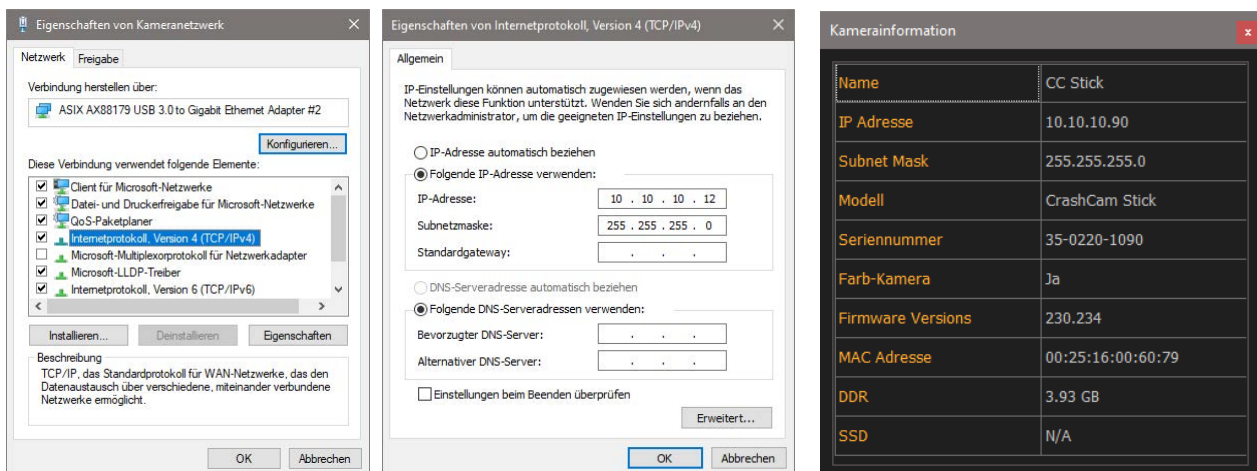 Eigenschaften von Kameranetzwerk
Netzwerk Freigabe
Verbindung herstellen über:
ASIX AX88179 USB 3.0 to Gigabit Ethernet Adapter #2
Konfigurieren...
Diese Verbindung verwendet folgende Elemente:
Client für Microsoft-Netzwerke
Datei- und Druckerfreigabe für Microsoft-Netzwerke
QoS-Paketplaner
Internetprotokoll, Version 4 (TCP/IPv4)
Microsoft-Multiplexorprotokoll für Netzwerkadapter
Microsoft-LLDP-Treiber
Internetprotokoll, Version 6 (TCP/IPv6)
Installieren... Deinstallieren Eigenschaften
Beschreibung
TCP/IP, das Standardprotokoll für WAN-Netzwerke, das den
Datenaustausch über verschiedene, miteinander verbundene
Netzwerke ermöglicht.
OK Abbrechen
Eigenschaften von Internetprotokoll, Version 4 (TCP/IPv4)
Allgemein
IP-Einstellungen können automatisch zugewiesen werden, wenn das
Netzwerk diese Funktion unterstützt. Wenden Sie sich andernfalls an den
Netzwerkadministrator, um die geeigneten IP-Einstellungen zu beziehen.
IP-Adresse automatisch beziehen
Folgende IP-Adresse verwenden:
IP-Adresse: 10 . 10 . 10 . 12
Subnetzmaske: 255 . 255 . 255 . 0
Standardgateway: . . .
DNS-Serveradresse automatisch beziehen
Folgende DNS-Serveradressen verwenden:
Bevorzugter DNS-Server: . . .
Alternativer DNS-Server: . . .
Einstellungen beim Beenden überprüfen
Erweitert...
OK Abbrechen
Kamerainformation x
Name CC Stick
IP Adresse 10.10.10.90
Subnet Mask 255.255.255.0
Modell CrashCam Stick
Seriennummer 35-0220-1090
Farb-Kamera Ja
Firmware Versions 230.234
MAC Adresse 00:25:16:00:60:79
DDR 3.93 GB
SSD N/A